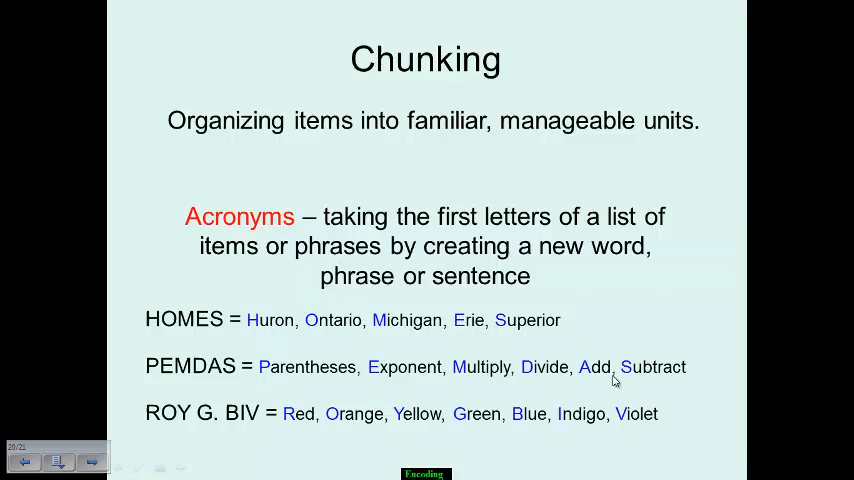 Chunking
Organizing items into familiar, manageable units.
Acronyms – taking the first letters of a list of
items or phrases by creating a new word,
phrase or sentence
HOMES = Huron, Ontario, Michigan, Erie, Superior
PEMDAS = Parentheses, Exponent, Multiply, Divide, Add, Subtract
ROY G. BIV = Red, Orange, Yellow, Green, Blue, Indigo, Violet
20/21
Encoding